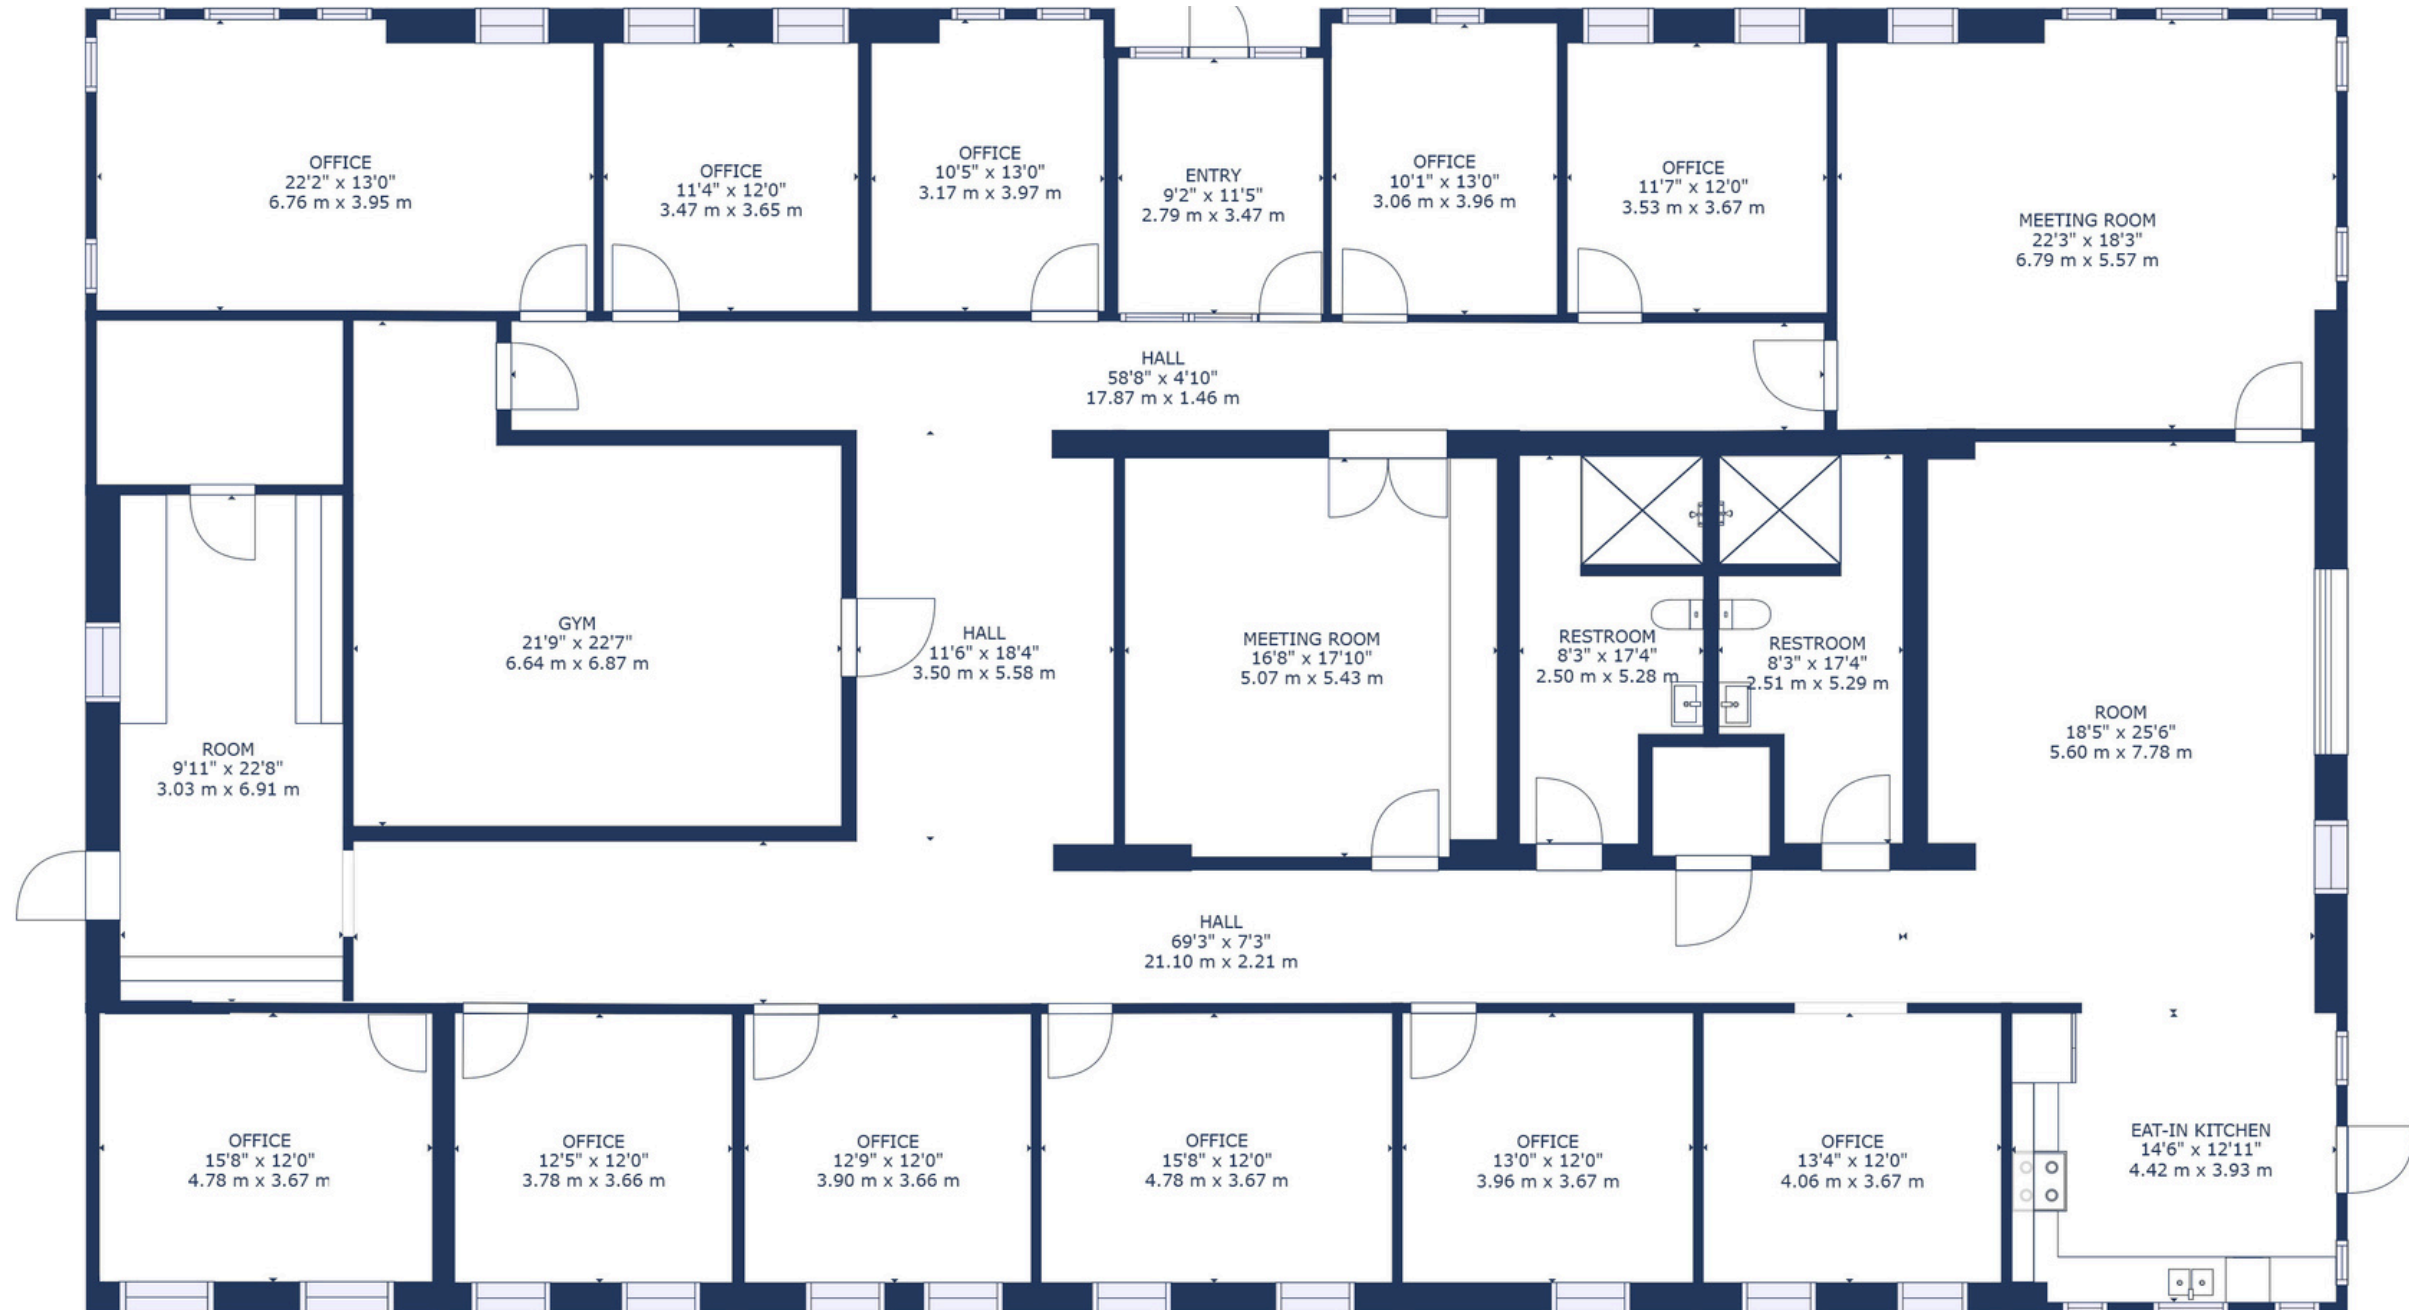 OFFICE
22'2" x 13'0"
6.76 m x 3.95 m
OFFICE
11'4" x 12'0"
3.47 m x 3.65 m
OFFICE
10'5" x 13'0"
3.17 m x 3.97 m
ENTRY
9'2" x 11'5"
2.79 m x 3.47 m
OFFICE
10'1" x 13'0"
3.06 m x 3.96 m
OFFICE
11'7" x 12'0"
3.53 m x 3.67 m
MEETING ROOM
22'3" x 18'3"
6.79 m x 5.57 m
HALL
58'8" x 4'10"
17.87 m x 1.46 m
GYM
21'9" x 22'7"
6.64 m x 6.87 m
HALL
11'6" x 18'4"
3.50 m x 5.58 m
MEETING ROOM
16'8" x 17'10"
5.07 m x 5.43 m
RESTROOM
8'3" x 17'4"
2.50 m x 5.28 m
RESTROOM
8'3" x 17'4"
2.51 m x 5.29 m
ROOM
18'5" x 25'6"
5.60 m x 7.78 m
ROOM
9'11" x 22'8"
3.03 m x 6.91 m
HALL
69'3" x 7'3"
21.10 m x 2.21 m
OFFICE
15'8" x 12'0"
4.78 m x 3.67 m
OFFICE
12'5" x 12'0"
3.78 m x 3.66 m
OFFICE
12'9" x 12'0"
3.90 m x 3.66 m
OFFICE
15'8" x 12'0"
4.78 m x 3.67 m
OFFICE
13'0" x 12'0"
3.96 m x 3.67 m
OFFICE
13'4" x 12'0"
4.06 m x 3.67 m
EAT-IN KITCHEN
14'6" x 12'11"
4.42 m x 3.93 m